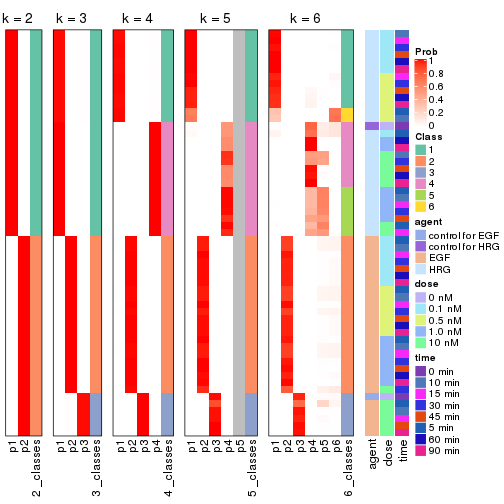 k = 2
k = 3
k = 4
k = 5
k = 6
Prob
1
0.8
0.6
0.4
0.2
0
Class
1
2
3
4
5
6
agent
control for EGF
control for HRG
EGF
HRG
dose
0 nM
0.1 nM
0.5 nM
1.0 nM
10 nM
time
0 min
10 min
15 min
30 min
45 min
5 min
60 min
90 min
p1
p2
2_classes
p1
p2
p3
3_classes
p1
p2
p3
p4
4_classes
p1
p2
p3
p4
p5
5_classes
p1
p2
p3
p4
p5
p6
6_classes
agent
dose
time